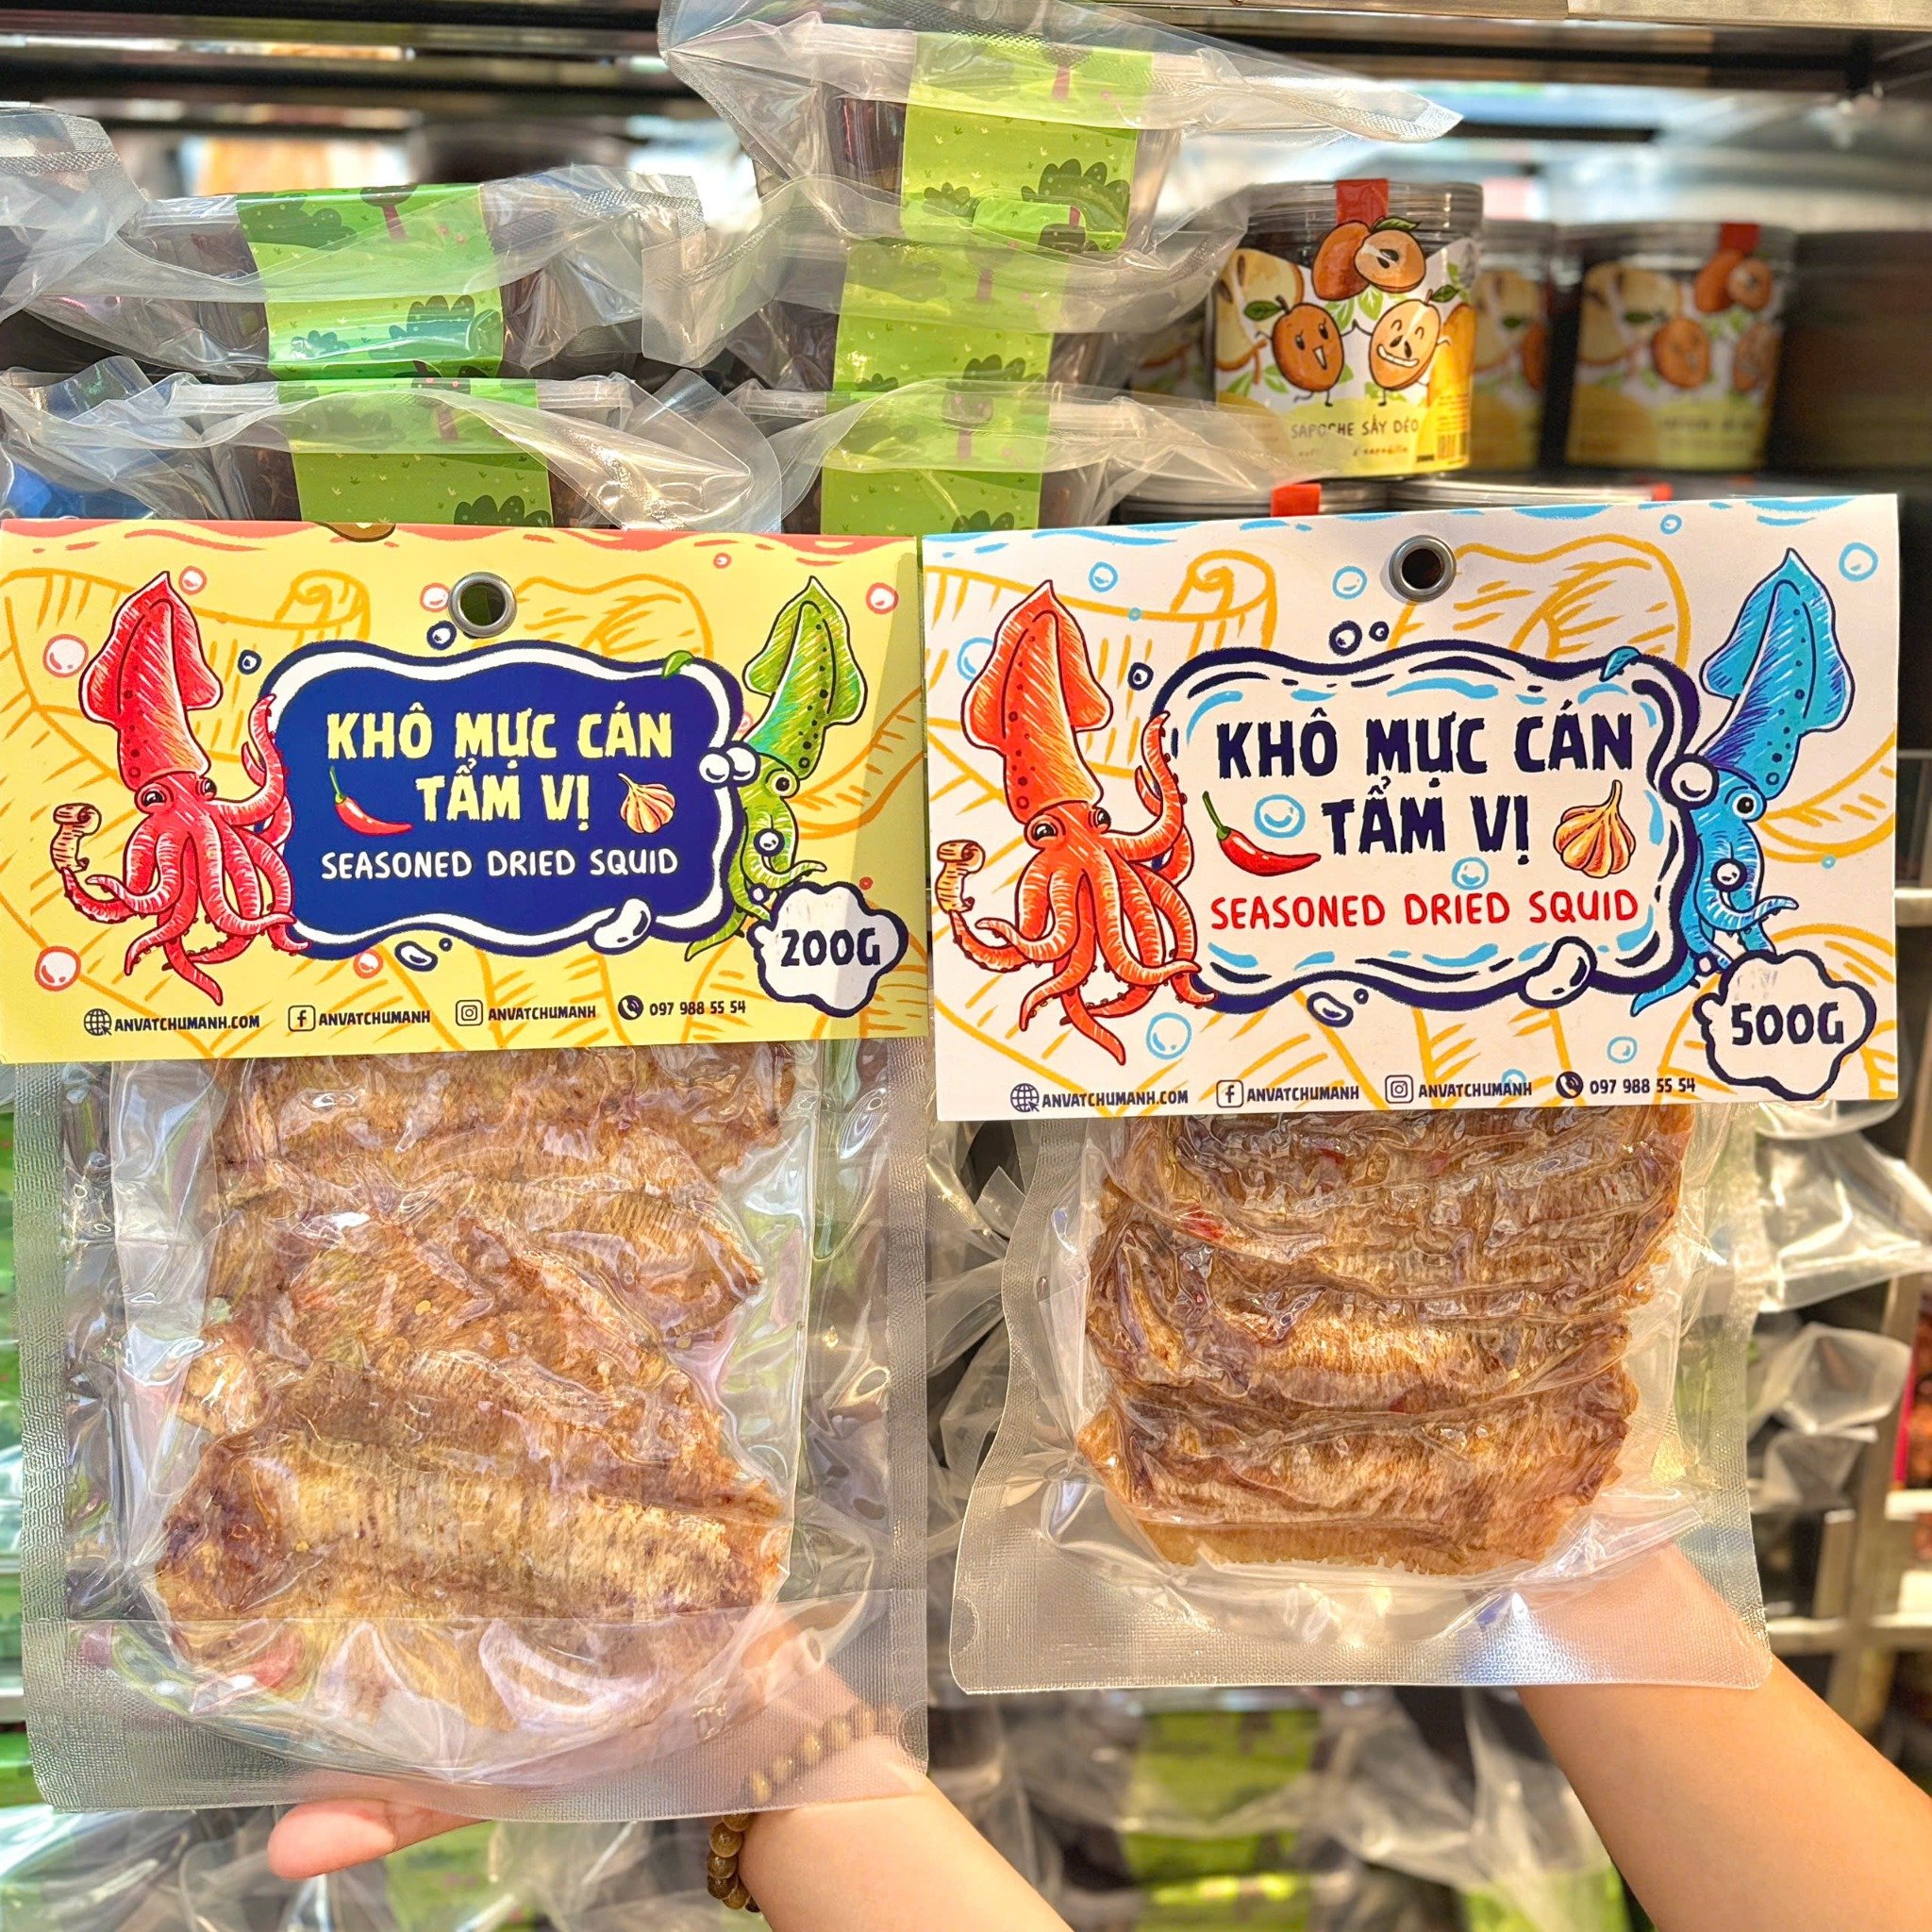 SAPOCHE SẤY DẺO
KHÔ MỰC CÁN
TẨM VỊ
SEASONED DRIED SQUID
200G
ANVATCHUMANH.COM ANVATCHUMANH ANVATCHUMANH 097 988 55 54
KHÔ MỰC CÁN
TẨM VỊ
SEASONED DRIED SQUID
500G
ANVATCHUMANH.COM ANVATCHUMANH ANVATCHUMANH 097 988 55 54